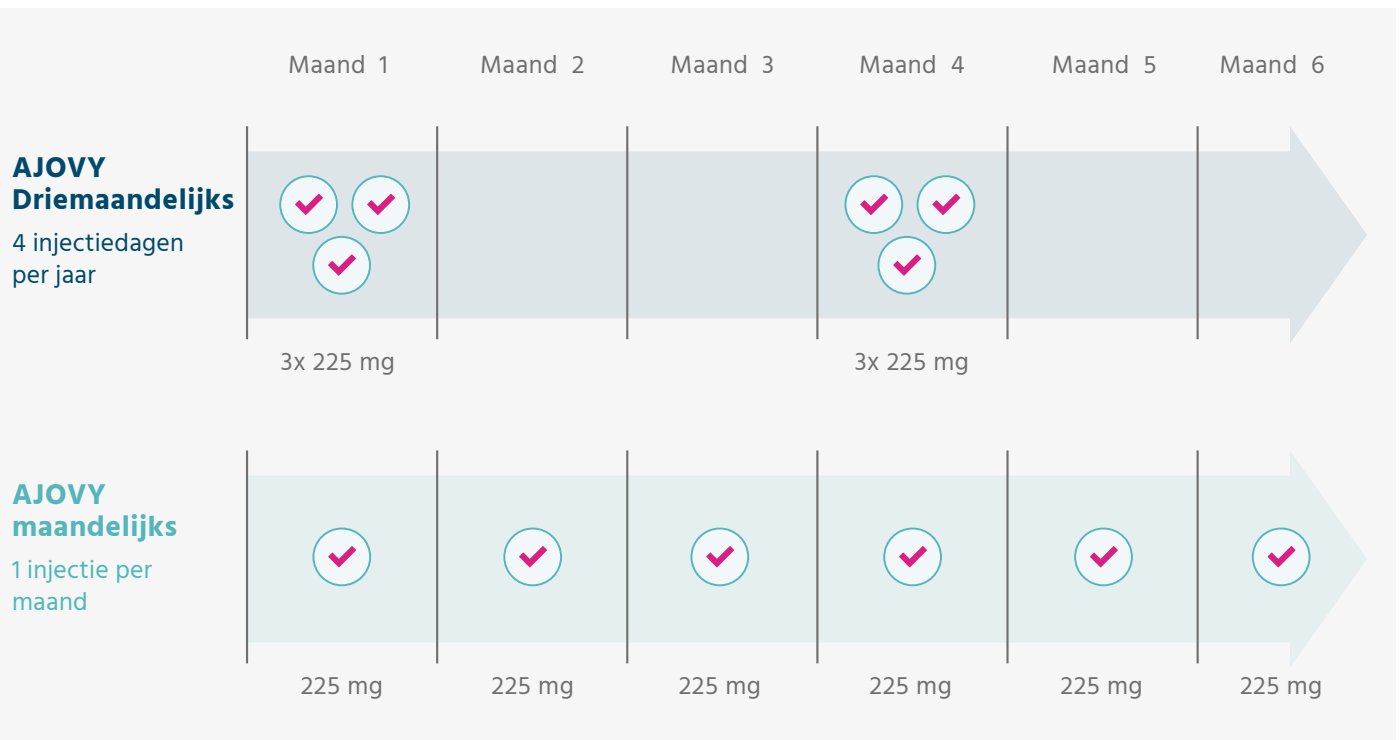 Maand 1 Maand 2 Maand 3 Maand 4 Maand 5 Maand 6
AJOVY
Driemaandelijks
4 injectiedagen
per jaar
3x 225 mg 3x 225 mg
AJOVY
maandelijks
1 injectie per
maand
225 mg 225 mg 225 mg 225 mg 225 mg 225 mg